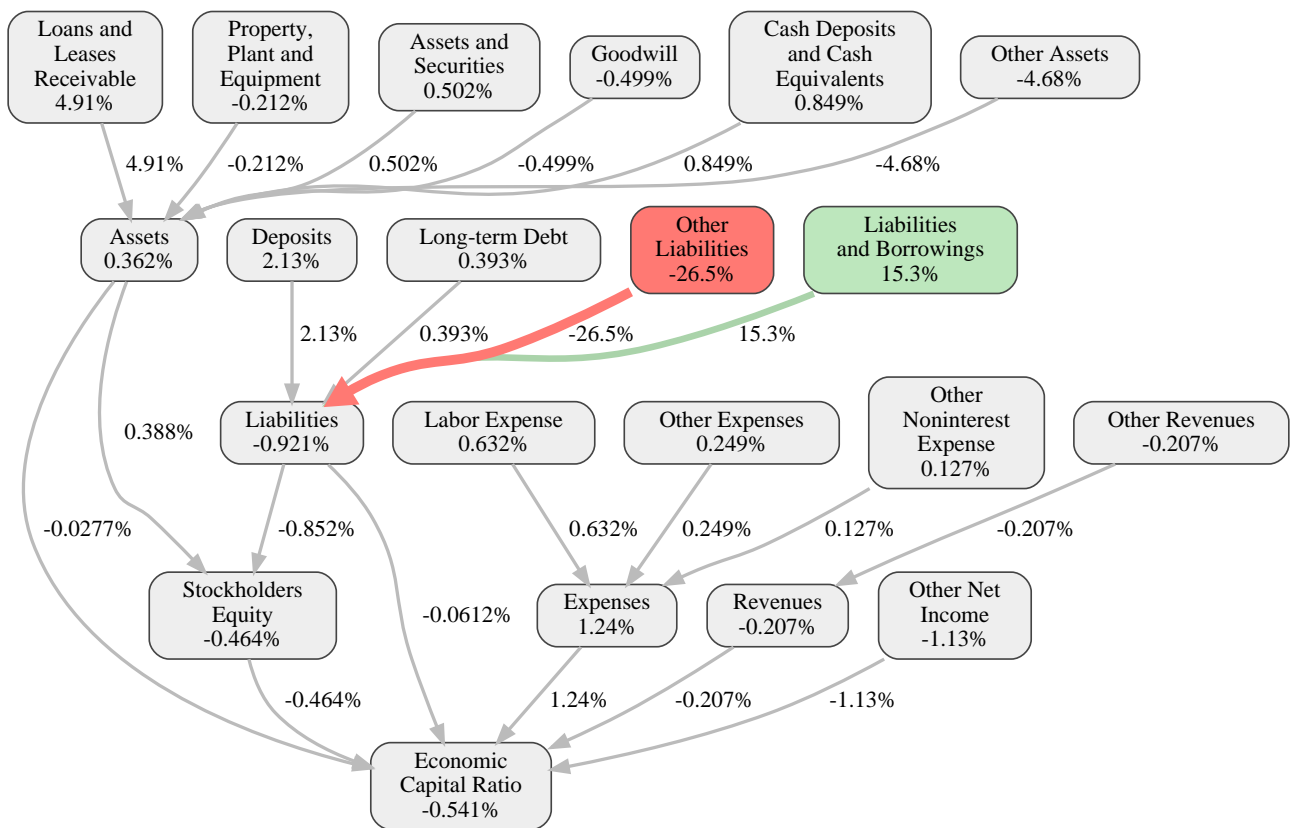 Loans and
Leases
Receivable
4.91%
Property,
Plant and
Equipment
-0.212%
Assets and
Securities
0.502%
Goodwill
-0.499%
Cash Deposits
and Cash
Equivalents
0.849%
Other Assets
-4.68%
4.91%
-0.212%
0.502%
-0.499%
0.849%
-4.68%
Assets
0.362%
Deposits
2.13%
Long-term Debt
0.393%
Other
Liabilities
-26.5%
Liabilities
and Borrowings
15.3%
2.13%
0.393%
-26.5%
15.3%
0.388%
Liabilities
-0.921%
Labor Expense
0.632%
Other Expenses
0.249%
Other
Noninterest
Expense
0.127%
Other Revenues
-0.207%
-0.0277%
-0.852%
0.632%
0.249%
0.127%
-0.207%
Stockholders
Equity
-0.464%
-0.0612%
Expenses
1.24%
Revenues
-0.207%
Other Net
Income
-1.13%
-0.464%
1.24%
-0.207%
-1.13%
Economic
Capital Ratio
-0.541%